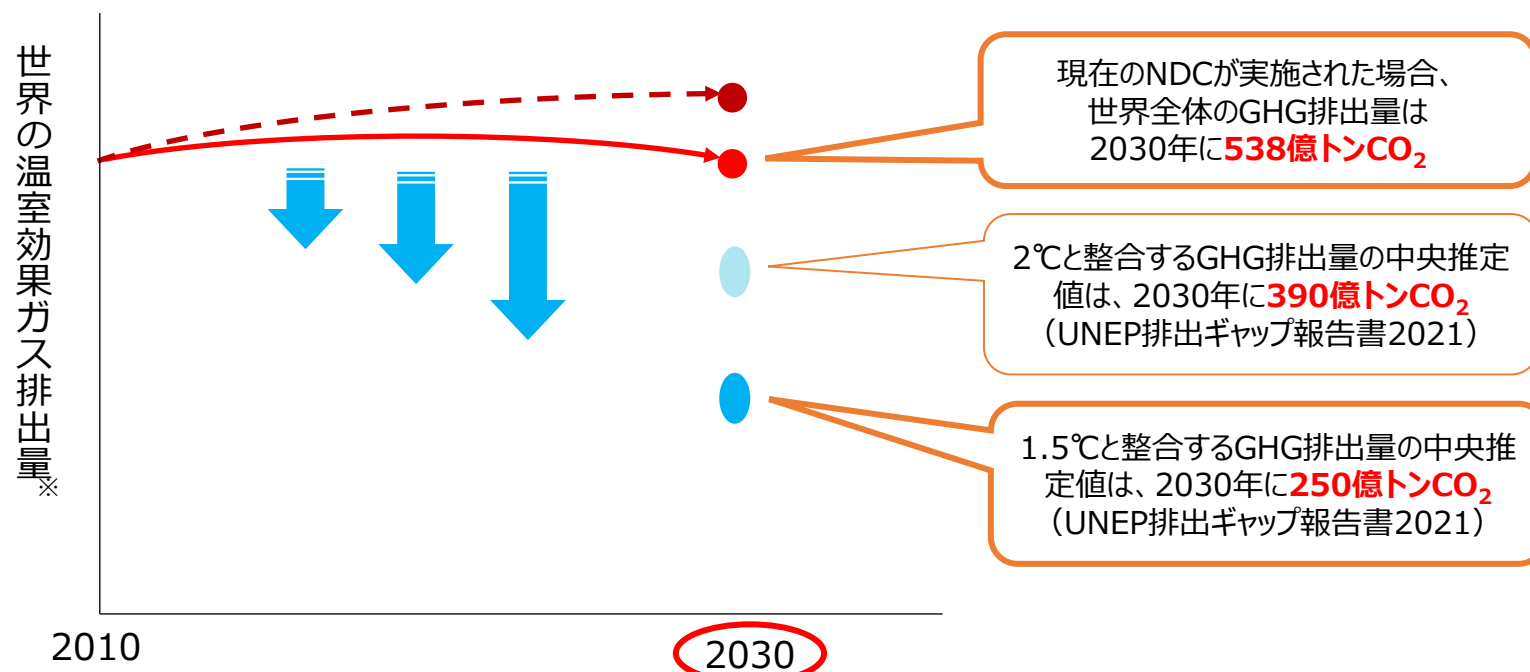 世界の温室効果ガス排出量※
現在のNDCが実施された場合、
世界全体のGHG排出量は
2030年に538億トンCO₂
2℃と整合するGHG排出量の中央推定
値は、2030年に390億トンCO₂
（UNEP排出ギャップ報告書2021）
1.5℃と整合するGHG排出量の中央推
定値は、2030年に250億トンCO₂
（UNEP排出ギャップ報告書2021）
2010
2030